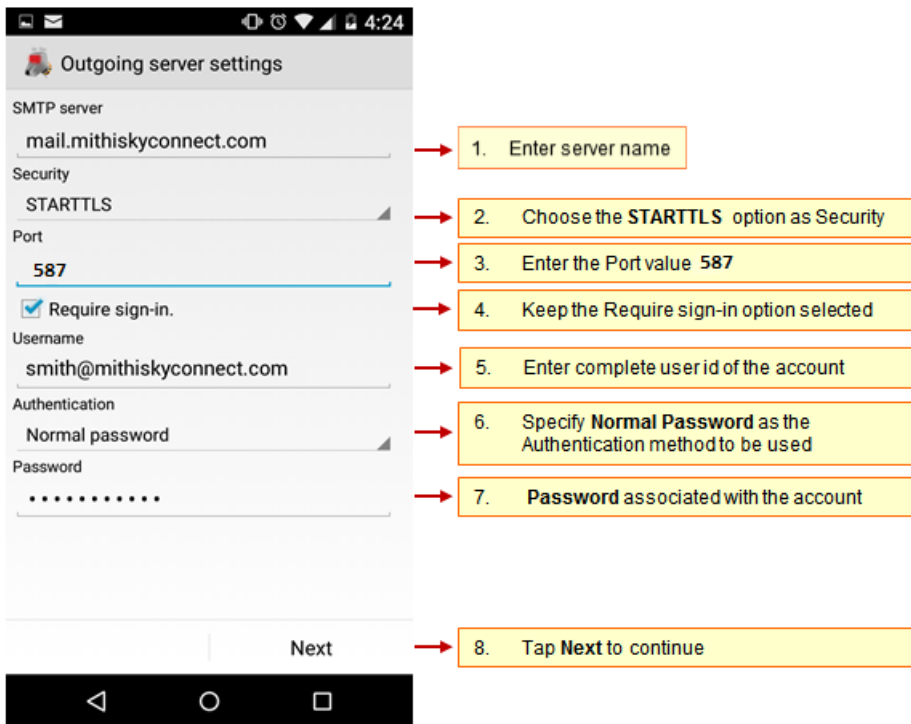 4:24
Outgoing server settings
SMTP server
mail.mithiskyconnect.com
1. Enter server name
Security
STARTTLS
2. Choose the STARTTLS option as Security
Port
587
3. Enter the Port value 587
Require sign-in.
4. Keep the Require sign-in option selected
Username
smith@mithiskyconnect.com
5. Enter complete user id of the account
Authentication
Normal password
6. Specify Normal Password as the
Authentication method to be used
Password
7. Password associated with the account
Next
8. Tap Next to continue